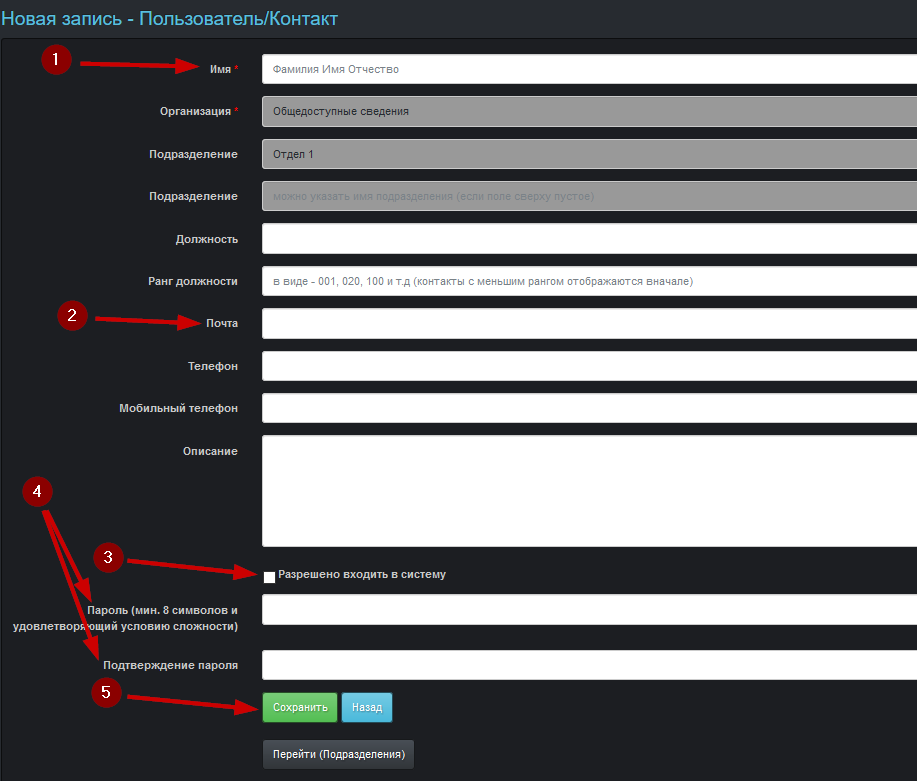 Новая запись - Пользователь/Контакт
1
Имя *
Фамилия Имя Отчество
Организация *
Общедоступные сведения
Подразделение
Отдел 1
Подразделение
можно указать имя подразделения (если поле сверху пустое)
Должность
Ранг должности
в виде - 001, 020, 100 и т.д (контакты с меньшим рангом отображаются вначале)
2
Почта
Телефон
Мобильный телефон
Описание
4
3
Разрешено входить в систему
Пароль (мин. 8 символов и
удовлетворяющий условию сложности)
Подтверждение пароля
5
Сохранить
Назад
Перейти (Подразделения)